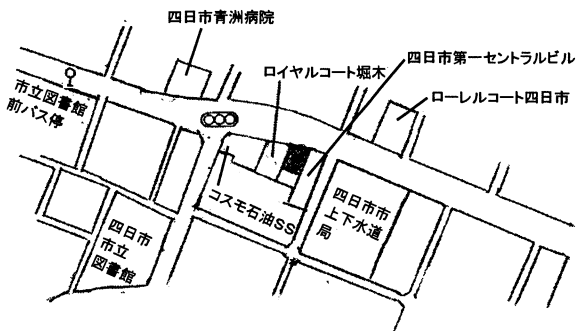 四日市青洲病院
四日市第一セントラルビル
ロイヤルコート堀木
ローレルコート四日市
市立図書館
前バス停
コスモ石油SS
四日市市
上下水道
局
四日市
市立
図書館